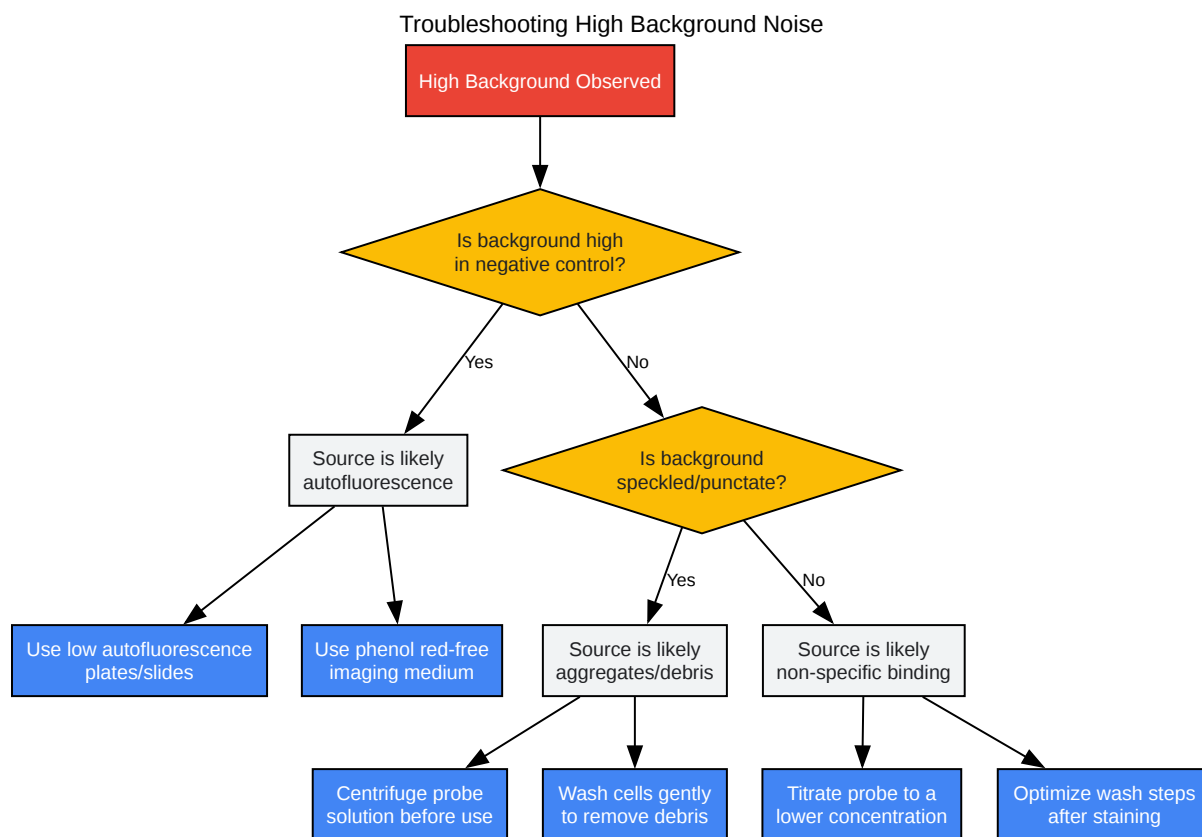 Troubleshooting High Background Noise
High Background Observed
Is background high
in negative control?
Yes
No
Source is likely
autofluorescence
Is background
speckled/punctate?
Yes
No
Use low autofluorescence
plates/slides
Use phenol red-free
imaging medium
Source is likely
aggregates/debris
Source is likely
non-specific binding
Centrifuge probe
solution before use
Wash cells gently
to remove debris
Titrate probe to a
lower concentration
Optimize wash steps
after staining